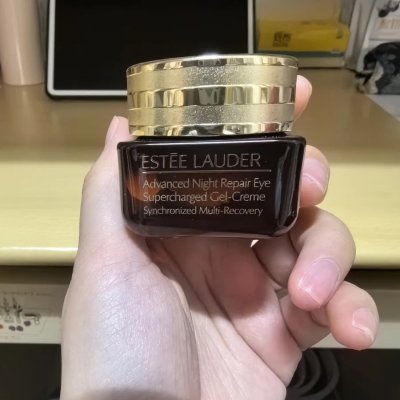 ESTĒE LAUDER
Advanced Night Repair Eye
Supercharged Gel-Creme
Synchronized Multi-Recovery